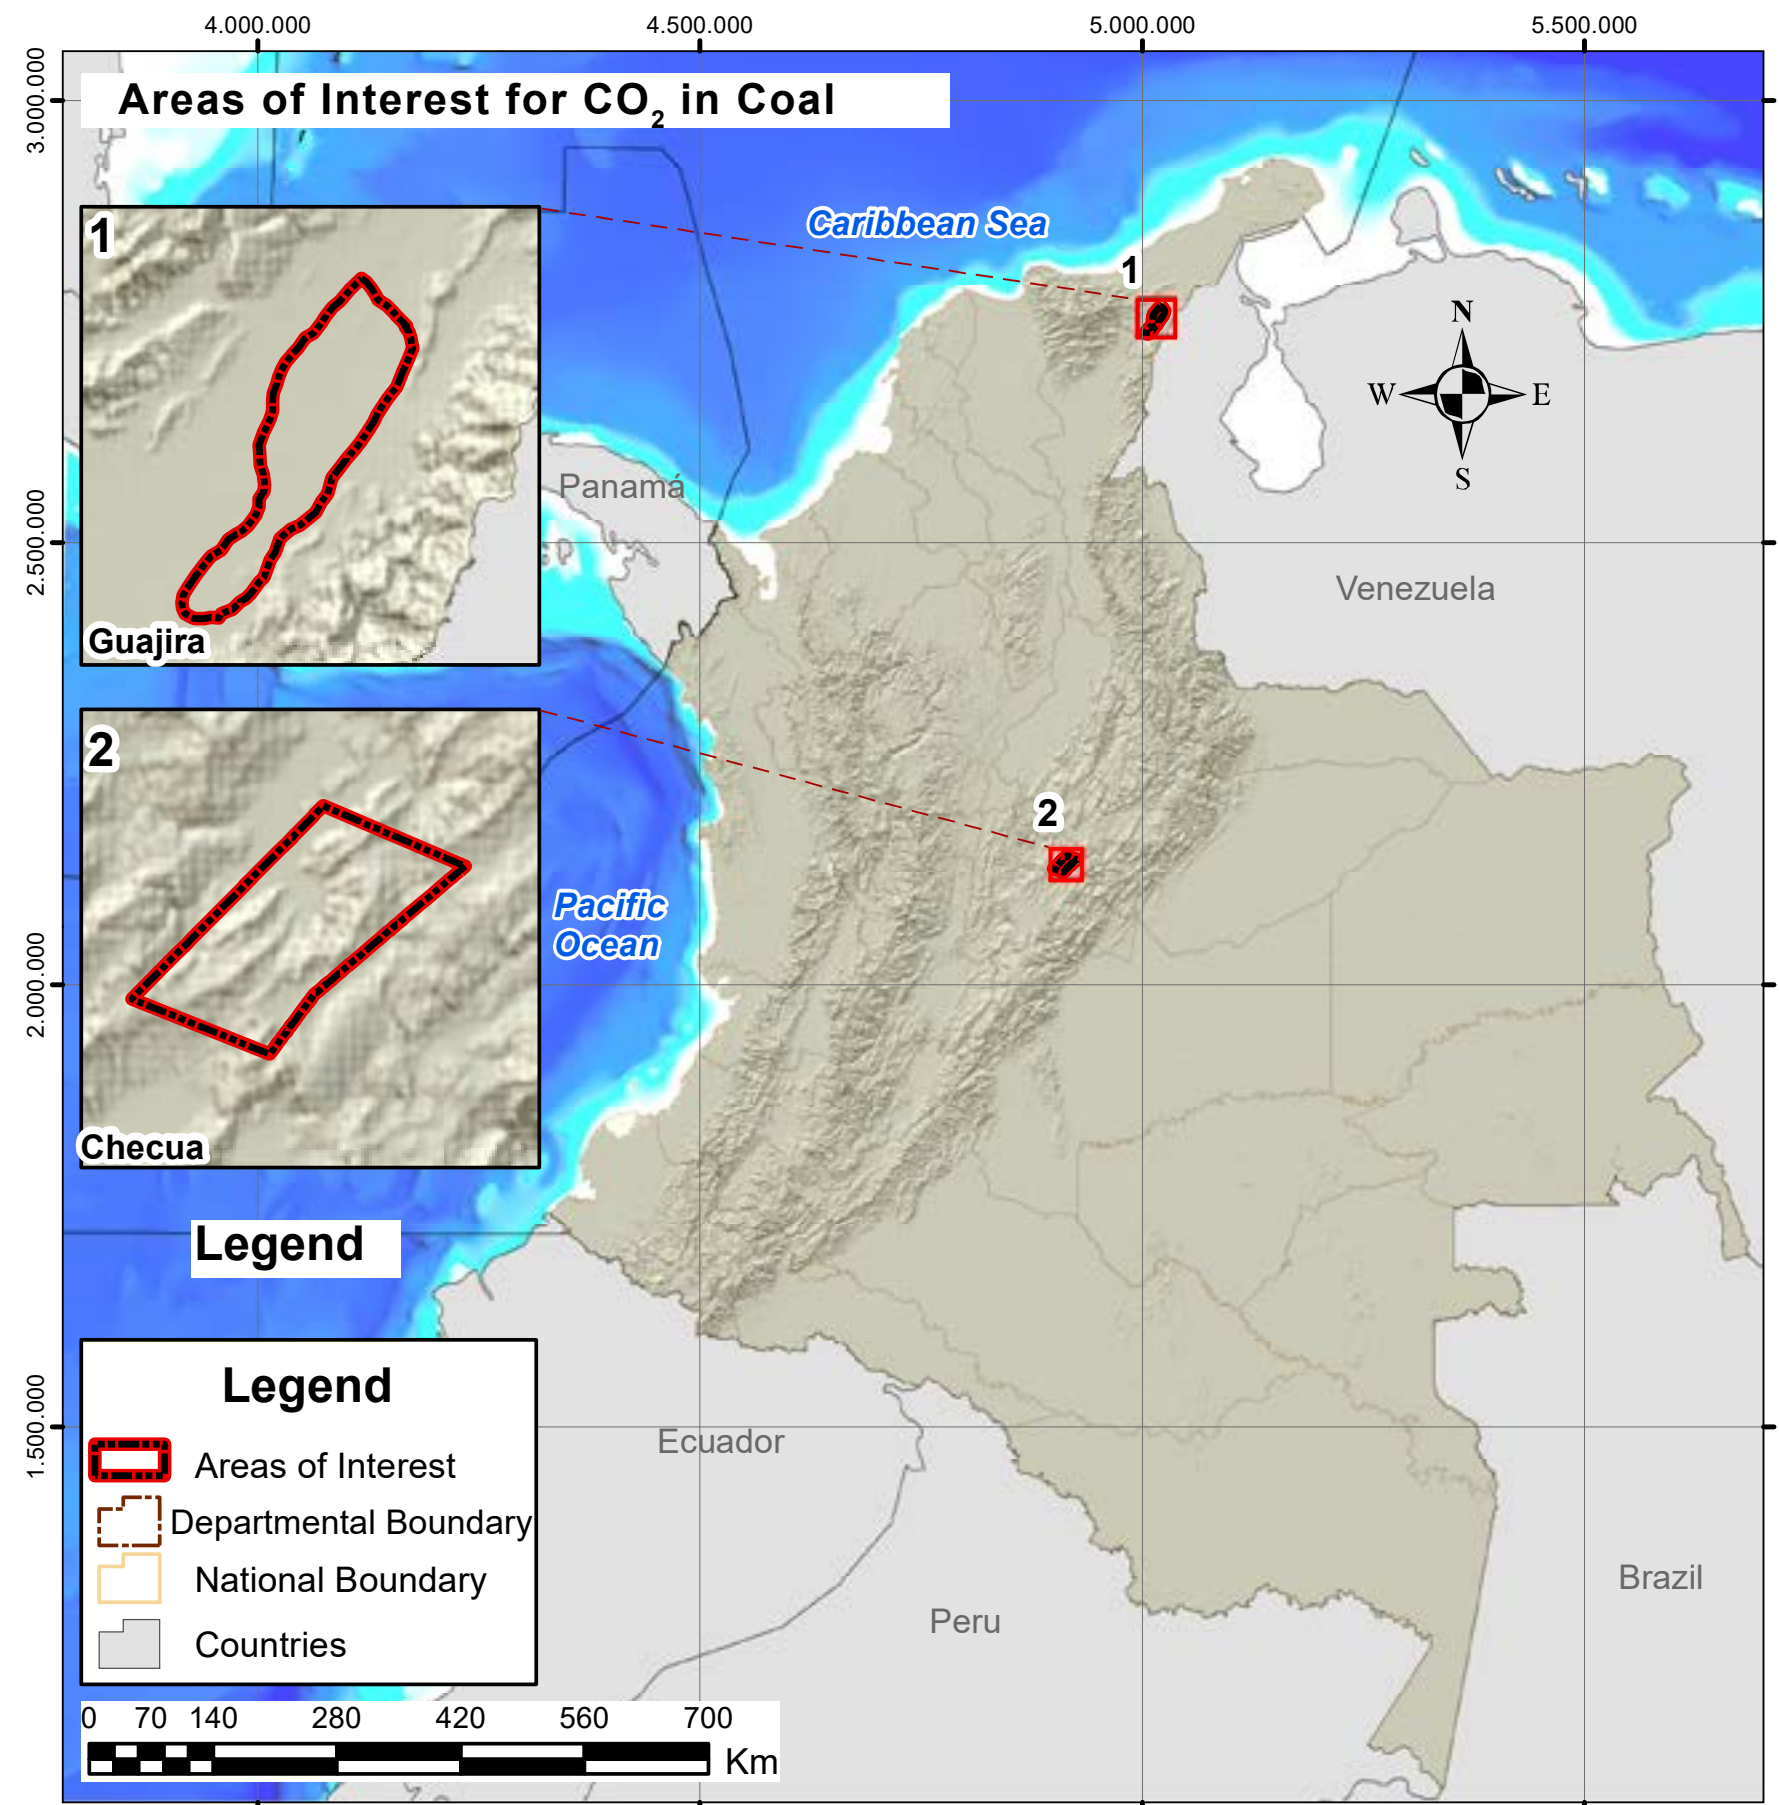 4.000.000 4.500.000 5.000.000 5.500.000
3.000.000
2.500.000
2.000.000
1.500.000
Areas of Interest for CO2 in Coal
1
Guajira
2
Checua
Caribbean Sea
1
N
W E
S
Panamá
Venezuela
2
Pacific
Ocean
Ecuador
Peru
Brazil
Legend
Legend
Areas of Interest
Departmental Boundary
National Boundary
Countries
0 70 140 280 420 560 700
Km